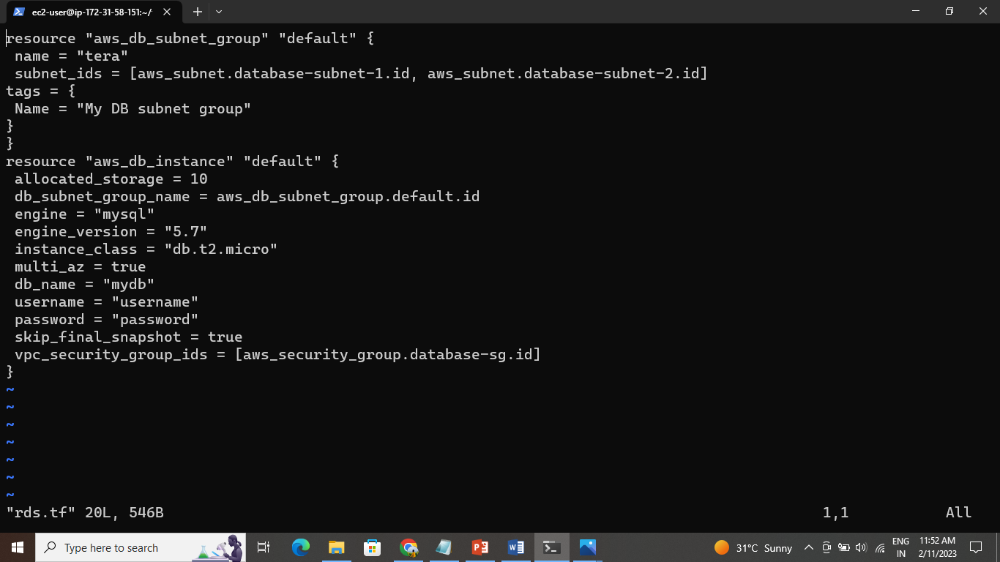 ec2-user@ip-172-31-58-151:~/
resource "aws_db_subnet_group" "default" {
 name = "tera"
 subnet_ids = [aws_subnet.database-subnet-1.id, aws_subnet.database-subnet-2.id]
tags = {
 Name = "My DB subnet group"
}
}
resource "aws_db_instance" "default" {
 allocated_storage = 10
 db_subnet_group_name = aws_db_subnet_group.default.id
 engine = "mysql"
 engine_version = "5.7"
 instance_class = "db.t2.micro"
 multi_az = true
 db_name = "mydb"
 username = "username"
 password = "password"
 skip_final_snapshot = true
 vpc_security_group_ids = [aws_security_group.database-sg.id]
}
~
~
~
~
~
~
~
"rds.tf" 20L, 546B 1,1 All
Type here to search 31°C Sunny ENG 11:52 AM
IN 2/11/2023